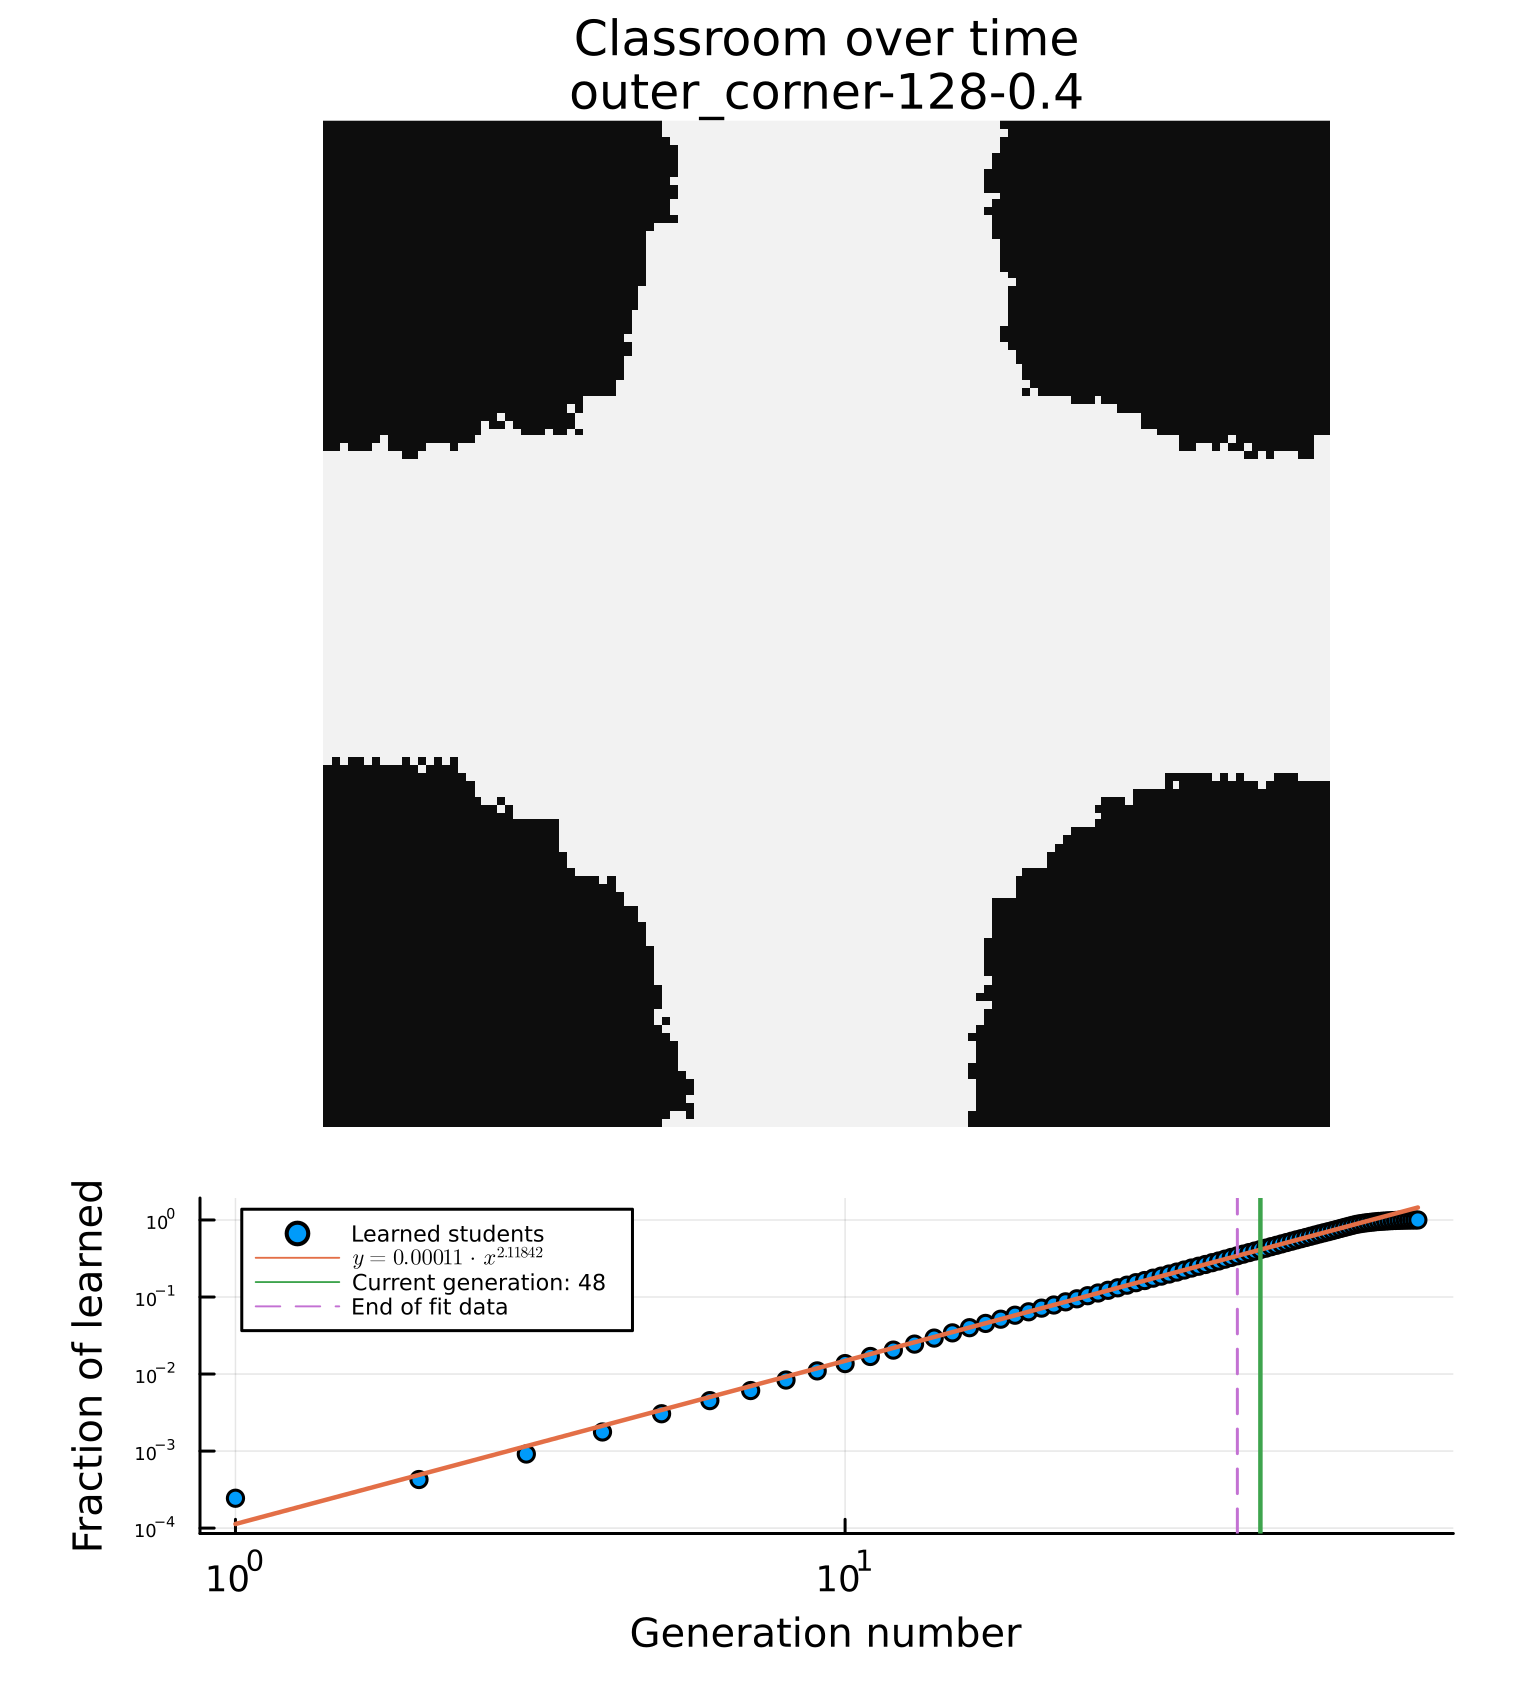 Classroom over time
outer_corner-128-0.4
Fraction of learned
10^0
10^−1
10^−2
10^−3
10^−4
Learned students
y = 0.00011 · x^2.11842
Current generation: 48
End of fit data
10^0
10^1
Generation number